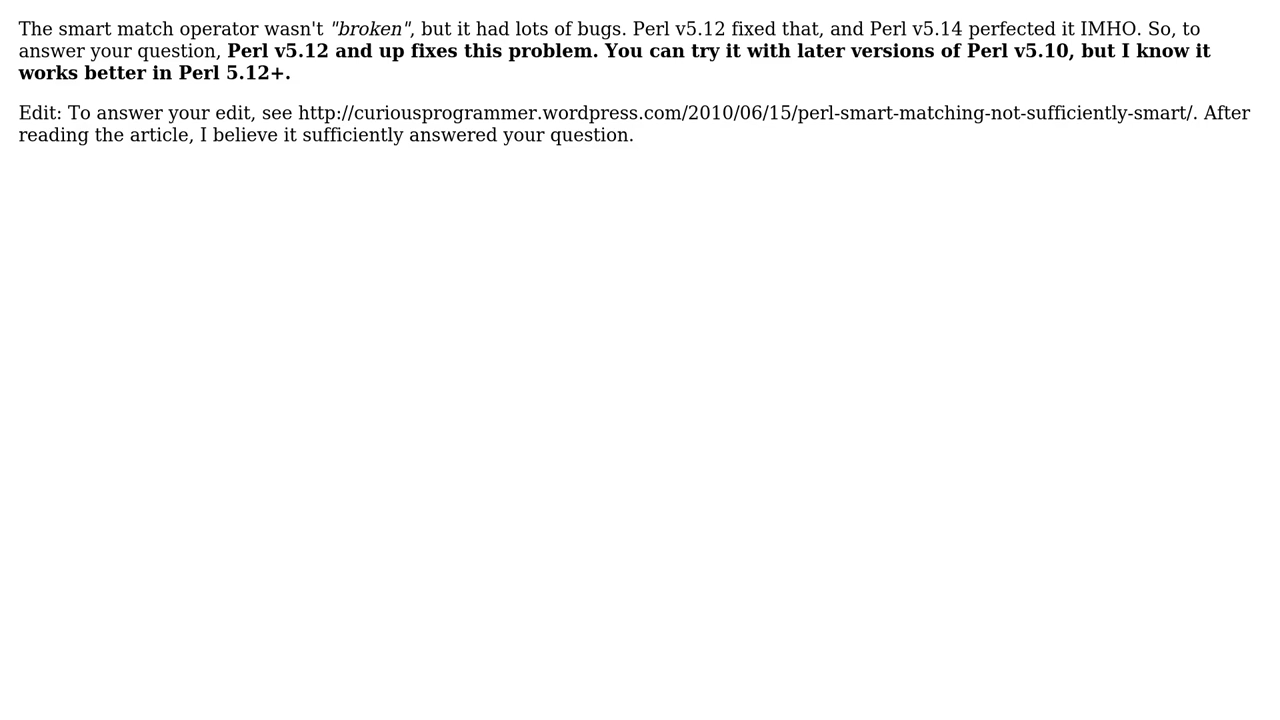 The smart match operator wasn't "broken", but it had lots of bugs. Perl v5.12 fixed that, and Perl v5.14 perfected it IMHO. So, to
answer your question, Perl v5.12 and up fixes this problem. You can try it with later versions of Perl v5.10, but I know it
works better in Perl 5.12+.
Edit: To answer your edit, see http://curiousprogrammer.wordpress.com/2010/06/15/perl-smart-matching-not-sufficiently-smart/. After
reading the article, I believe it sufficiently answered your question.